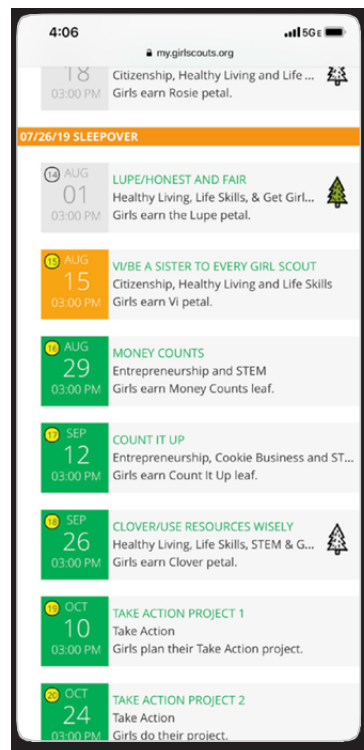 4:06
5G E
my.girlscouts.org
18
03:00 PM
Citizenship, Healthy Living and Life ...
Girls earn Rosie petal.
07/26/19 SLEEPOVER
14 AUG
01
03:00 PM
LUPE/HONEST AND FAIR
Healthy Living, Life Skills, & Get Girl...
Girls earn the Lupe petal.
15 AUG
15
03:00 PM
VI/BE A SISTER TO EVERY GIRL SCOUT
Citizenship, Healthy Living and Life Skills
Girls earn Vi petal.
16 AUG
29
03:00 PM
MONEY COUNTS
Entrepreneurship and STEM
Girls earn Money Counts leaf.
17 SEP
12
03:00 PM
COUNT IT UP
Entrepreneurship, Cookie Business and ST...
Girls earn Count It Up leaf.
18 SEP
26
03:00 PM
CLOVER/USE RESOURCES WISELY
Healthy Living, Life Skills, STEM & G...
Girls earn Clover petal.
19 OCT
10
03:00 PM
TAKE ACTION PROJECT 1
Take Action
Girls plan their Take Action project.
20 OCT
24
03:00 PM
TAKE ACTION PROJECT 2
Take Action
Girls do their project.